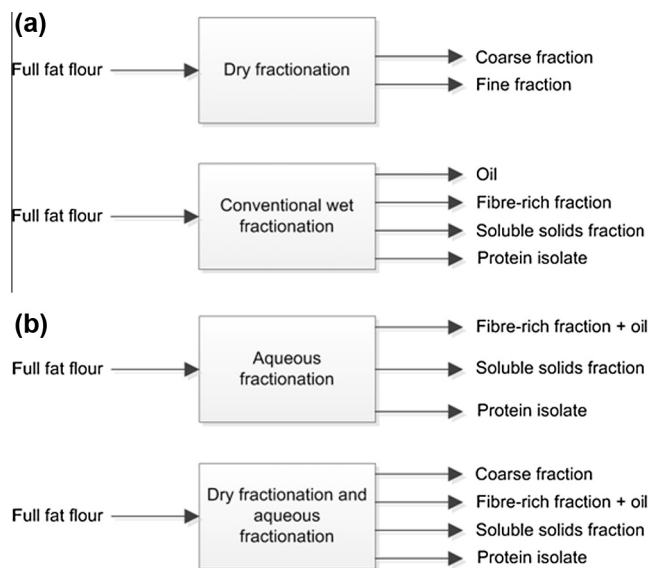 (a)
Full fat flour
Dry fractionation
Coarse fraction
Fine fraction
Full fat flour
Conventional wet
fractionation
Oil
Fibre-rich fraction
Soluble solids fraction
Protein isolate
(b)
Full fat flour
Aqueous
fractionation
Fibre-rich fraction + oil
Soluble solids fraction
Protein isolate
Full fat flour
Dry fractionation and
aqueous
fractionation
Coarse fraction
Fibre-rich fraction + oil
Soluble solids fraction
Protein isolate